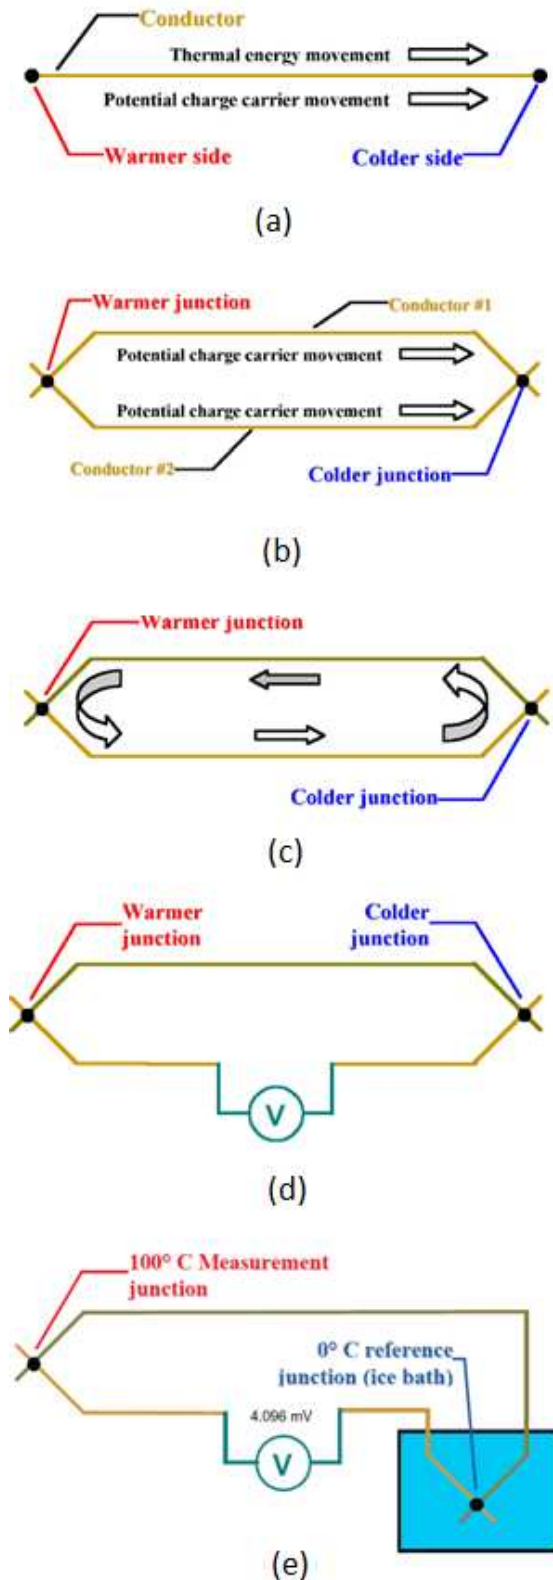 Conductor
Thermal energy movement
Potential charge carrier movement
Warmer side
Colder side
(a)
Warmer junction
Conductor #1
Potential charge carrier movement
Potential charge carrier movement
Conductor #2
Colder junction
(b)
Warmer junction
Colder junction
(c)
Warmer
junction
Colder
junction
V
(d)
100° C Measurement
junction
0° C reference
junction (ice bath)
4.096 mV
V
(e)